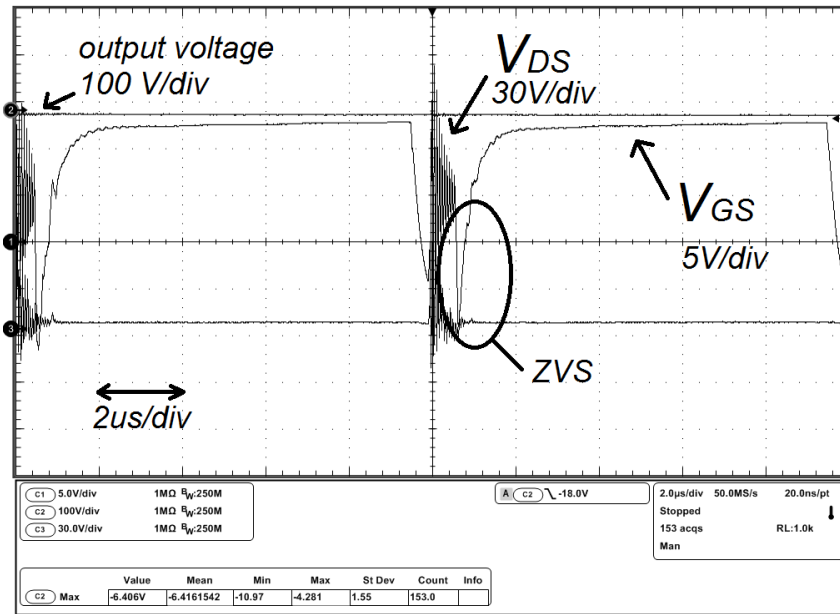 output voltage
100 V/div
VDS
30V/div
VGS
5V/div
ZVS
2us/div
2
1
3
C1 5.0V/div 1MΩ BW:250M
C2 100V/div 1MΩ BW:250M
C3 30.0V/div 1MΩ BW:250M
A C2 -18.0V
2.0µs/div 50.0MS/s 20.0ns/pt
Stopped
153 acqs RL:1.0k
Man
Value Mean Min Max St Dev Count Info
C2 Max -6.406V -6.4161542 -10.97 -4.281 1.55 153.0